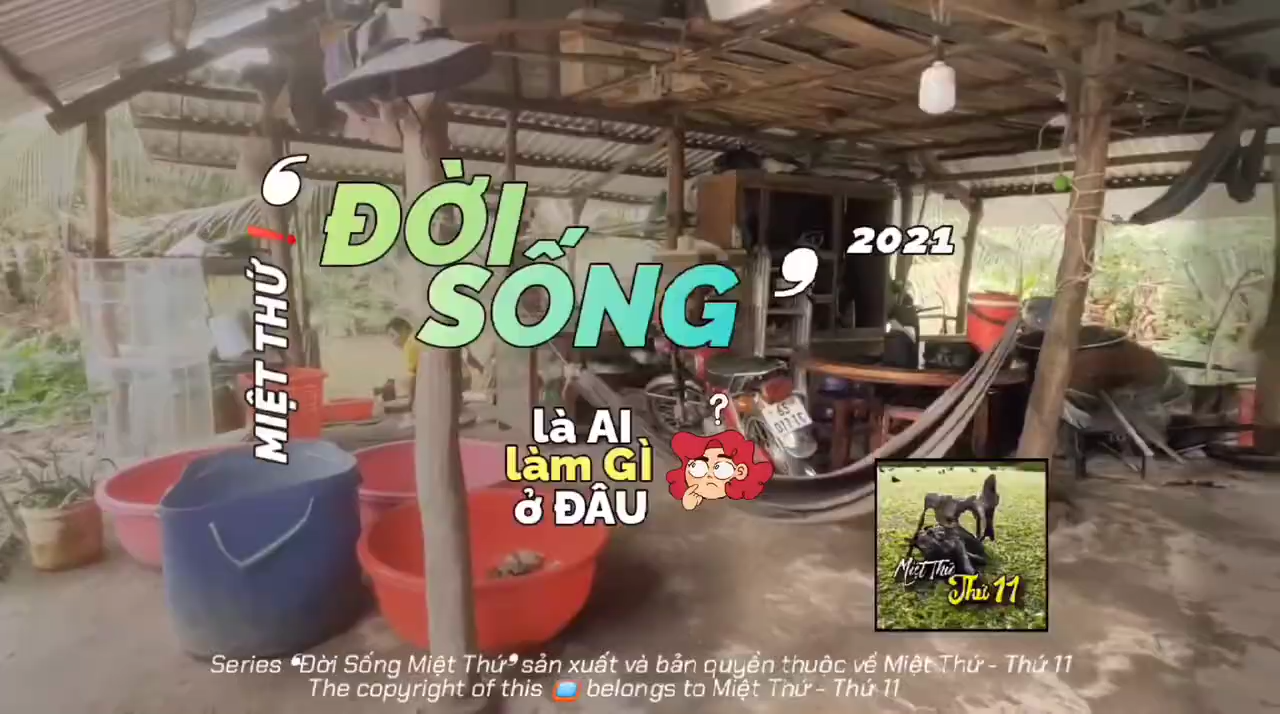 MIỆT THỨ
❛ĐỜI
SỐNG❜
2021
là AI
làm GÌ
ở ĐÂU
?
Miệt Thứ
Thứ 11
Series ❛Đời Sống Miệt Thứ❜ sản xuất và bản quyền thuộc về Miệt Thứ - Thứ 11
The copyright of this belongs to Miệt Thứ - Thứ 11